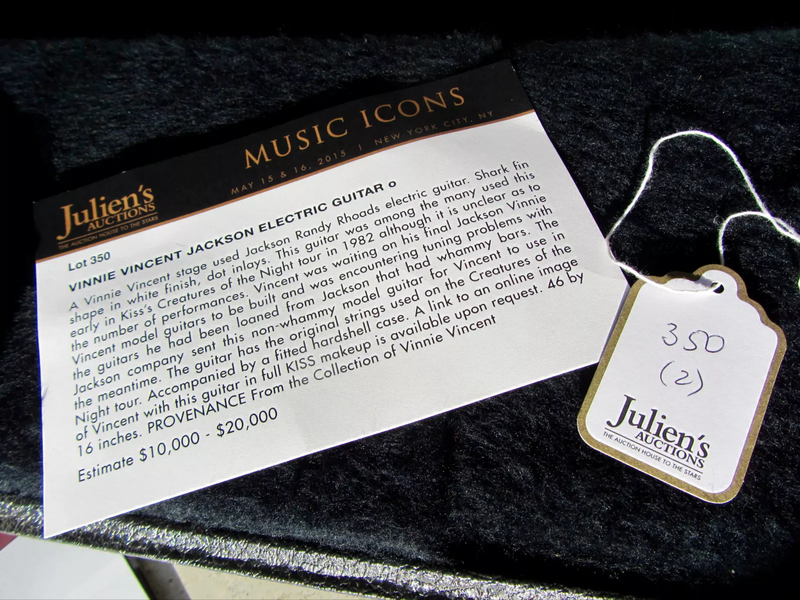 MUSIC ICONS
MAY 15 & 16, 2015 | NEW YORK CITY, NY
Julien's
AUCTIONS
THE AUCTION HOUSE TO THE STARS
Lot 350
VINNIE VINCENT JACKSON ELECTRIC GUITAR o
A Vinnie Vincent stage used Jackson Randy Rhoads electric guitar. Shark fin
shape in white finish, dot inlays. This guitar was among the many used this
early in Kiss's Creatures of the Night tour in 1982 although it is unclear as to
the number of performances. Vincent was waiting on his final Jackson Vinnie
Vincent model guitars to be built and was encountering tuning problems with
the guitars he had been loaned from Jackson that had whammy bars. The
Jackson company sent this non-whammy model guitar for Vincent to use in
the meantime. The guitar has the original strings used on the Creatures of the
Night tour. Accompanied by a fitted hardshell case. A link to an online image
of Vincent with this guitar in full KISS makeup is available upon request. 46 by
16 inches. PROVENANCE From the Collection of Vinnie Vincent
Estimate $10,000 - $20,000
350
(2)
Julien's
AUCTIONS
THE AUCTION HOUSE TO THE STARS